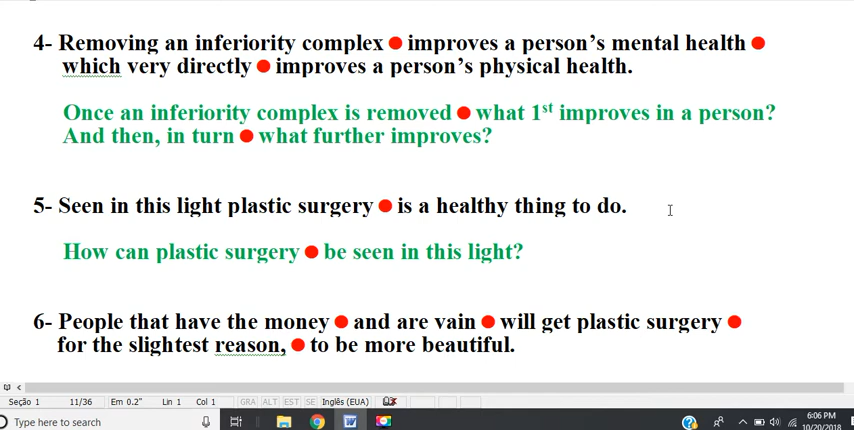 4- Removing an inferiority complex ● improves a person’s mental health ●
which very directly ● improves a person’s physical health.
Once an inferiority complex is removed ● what 1st improves in a person?
And then, in turn ● what further improves?
5- Seen in this light plastic surgery ● is a healthy thing to do.
How can plastic surgery ● be seen in this light?
6- People that have the money ● and are vain ● will get plastic surgery ●
for the slightest reason, ● to be more beautiful.
Seção 1 11/36 Em 0.2" Lin 1 Col 1 GRA ALT EST SE Inglês (EUA)
Type here to search 6:06 PM
10/20/2018